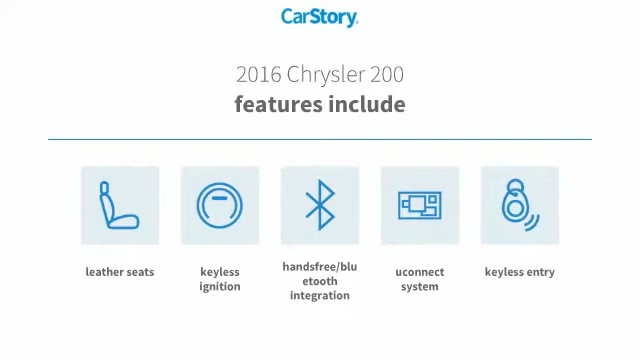 CarStory.
2016 Chrysler 200
features include
leather seats
keyless
ignition
handsfree/blu
etooth
integration
uconnect
system
keyless entry